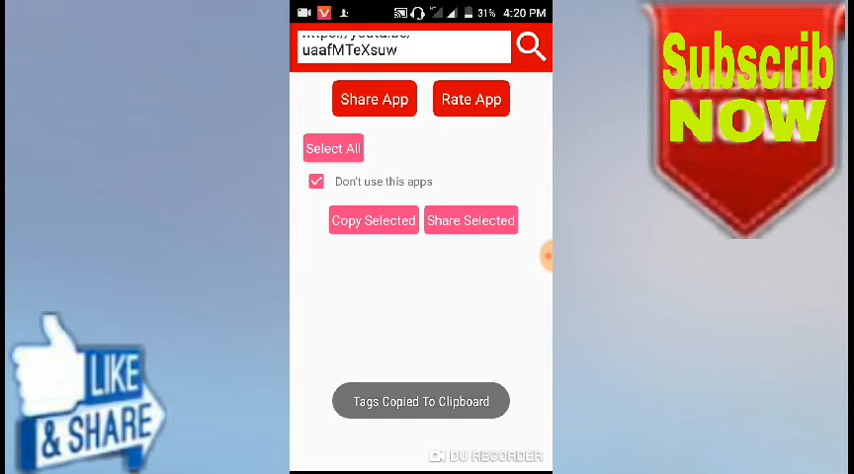 31% 4:20 PM
uaafMTeXsuw
Share App Rate App
Select All
Don't use this apps
Copy Selected Share Selected
Tags Copied To Clipboard
DU RECORDER
Subscrib
NOW
LIKE
& SHARE